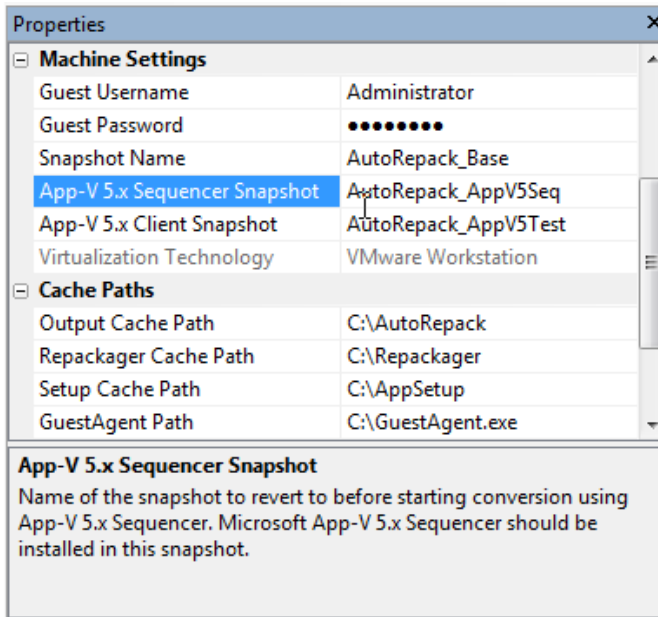 Properties
Machine Settings
Guest Username Administrator
Guest Password ●●●●●●●●
Snapshot Name AutoRepack_Base
App-V 5.x Sequencer Snapshot AutoRepack_AppV5Seq
App-V 5.x Client Snapshot AutoRepack_AppV5Test
Virtualization Technology VMware Workstation
Cache Paths
Output Cache Path C:\AutoRepack
Repackager Cache Path C:\Repackager
Setup Cache Path C:\AppSetup
GuestAgent Path C:\GuestAgent.exe
App-V 5.x Sequencer Snapshot
Name of the snapshot to revert to before starting conversion using
App-V 5.x Sequencer. Microsoft App-V 5.x Sequencer should be
installed in this snapshot.